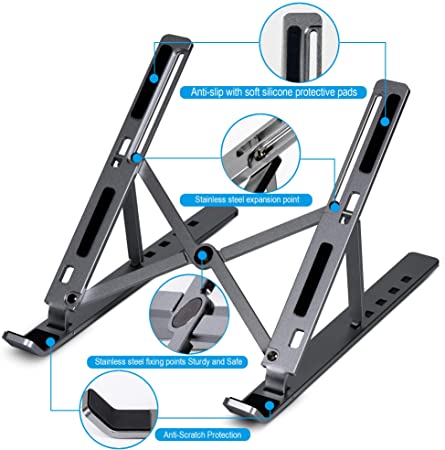 Anti-slip with soft silicone protective pads
Stainless steel expansion point
Stainless steel fixing points Sturdy and Safe
Anti-Scratch Protection